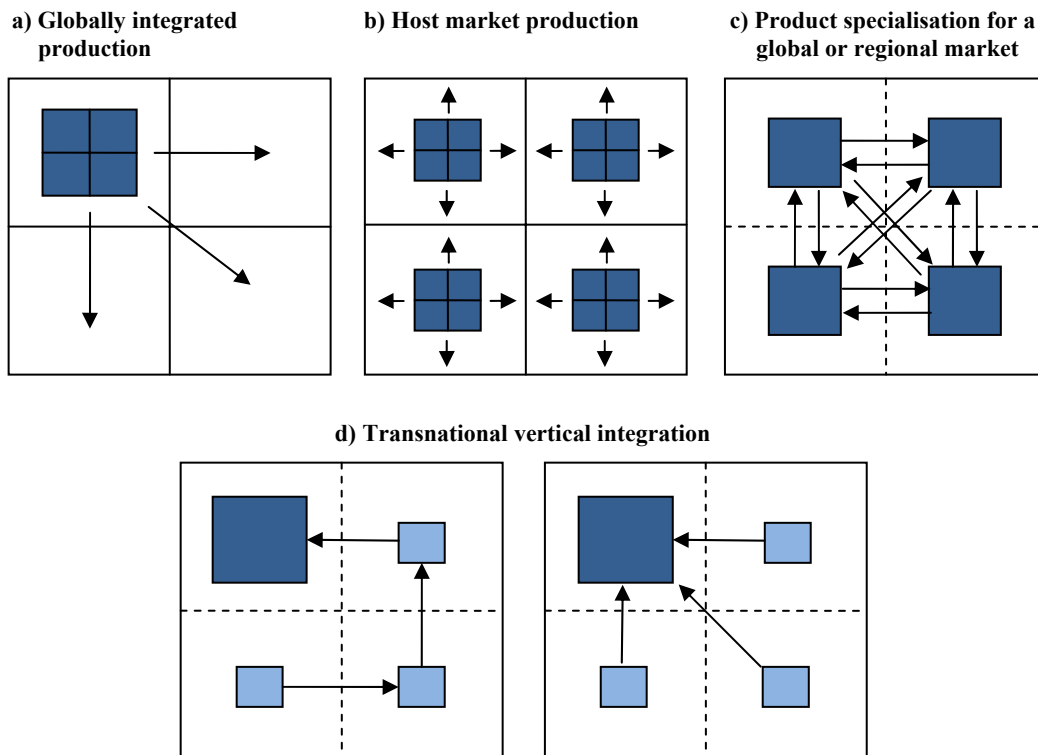 a) Globally integrated
production
b) Host market production
c) Product specialisation for a
global or regional market
d) Transnational vertical integration